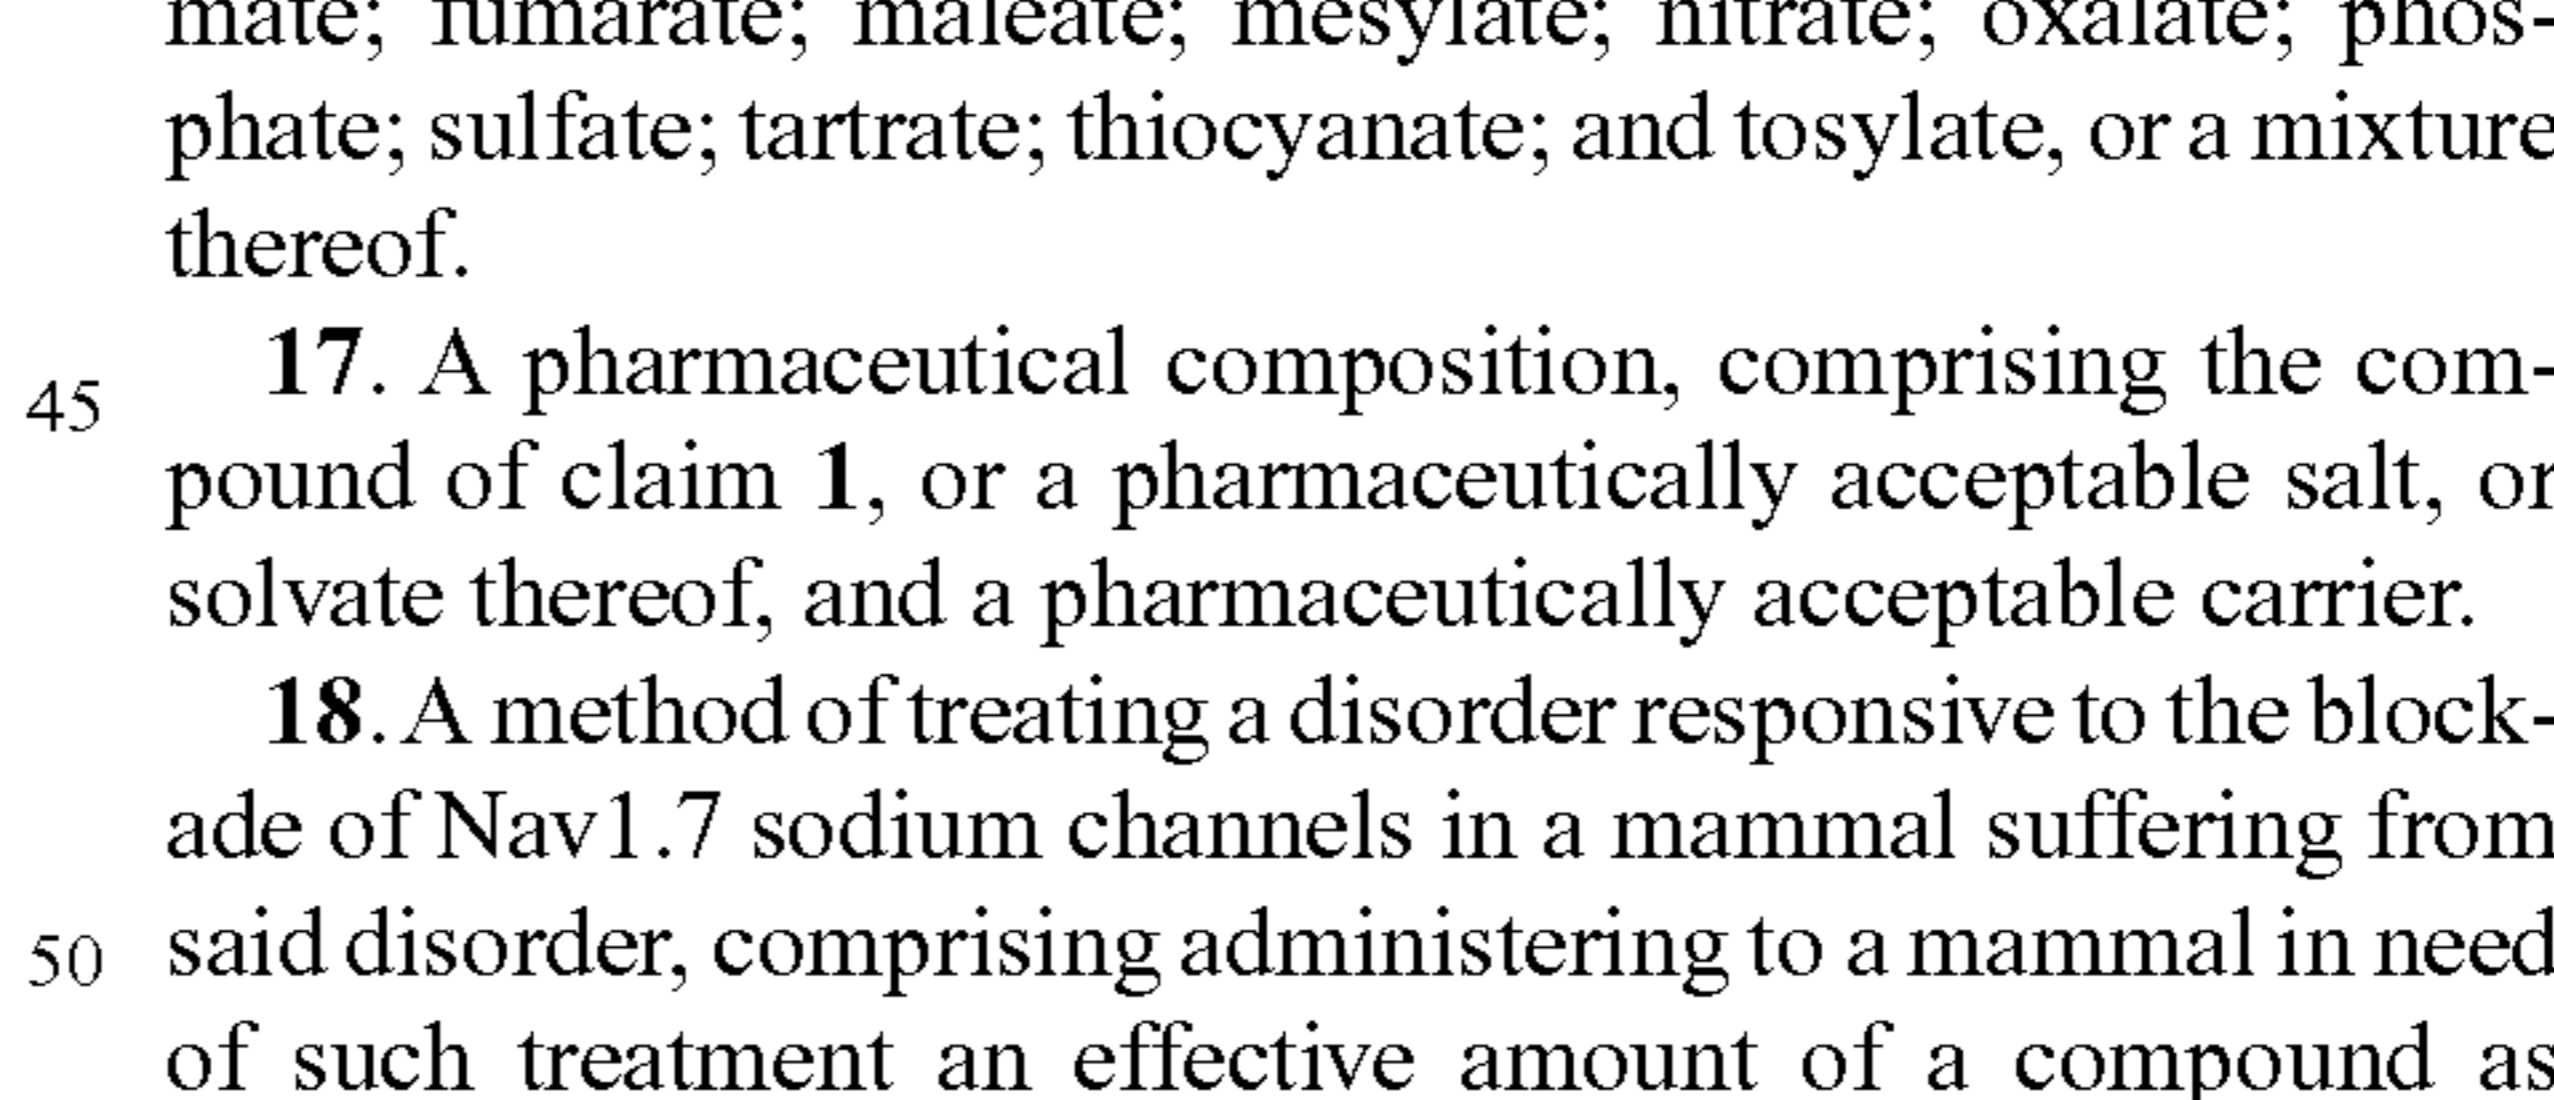 mate; fumarate; maleate; mesylate; nitrate; oxalate; phos-
phate; sulfate; tartrate; thiocyanate; and tosylate, or a mixture
thereof.
17. A pharmaceutical composition, comprising the com-
45
pound of claim 1, or a pharmaceutically acceptable salt, or
solvate thereof, and a pharmaceutically acceptable carrier.
18. A method of treating a disorder responsive to the block-
ade of Nav1.7 sodium channels in a mammal suffering from
50 said disorder, comprising administering to a mammal in need
of such treatment an effective amount of a compound as